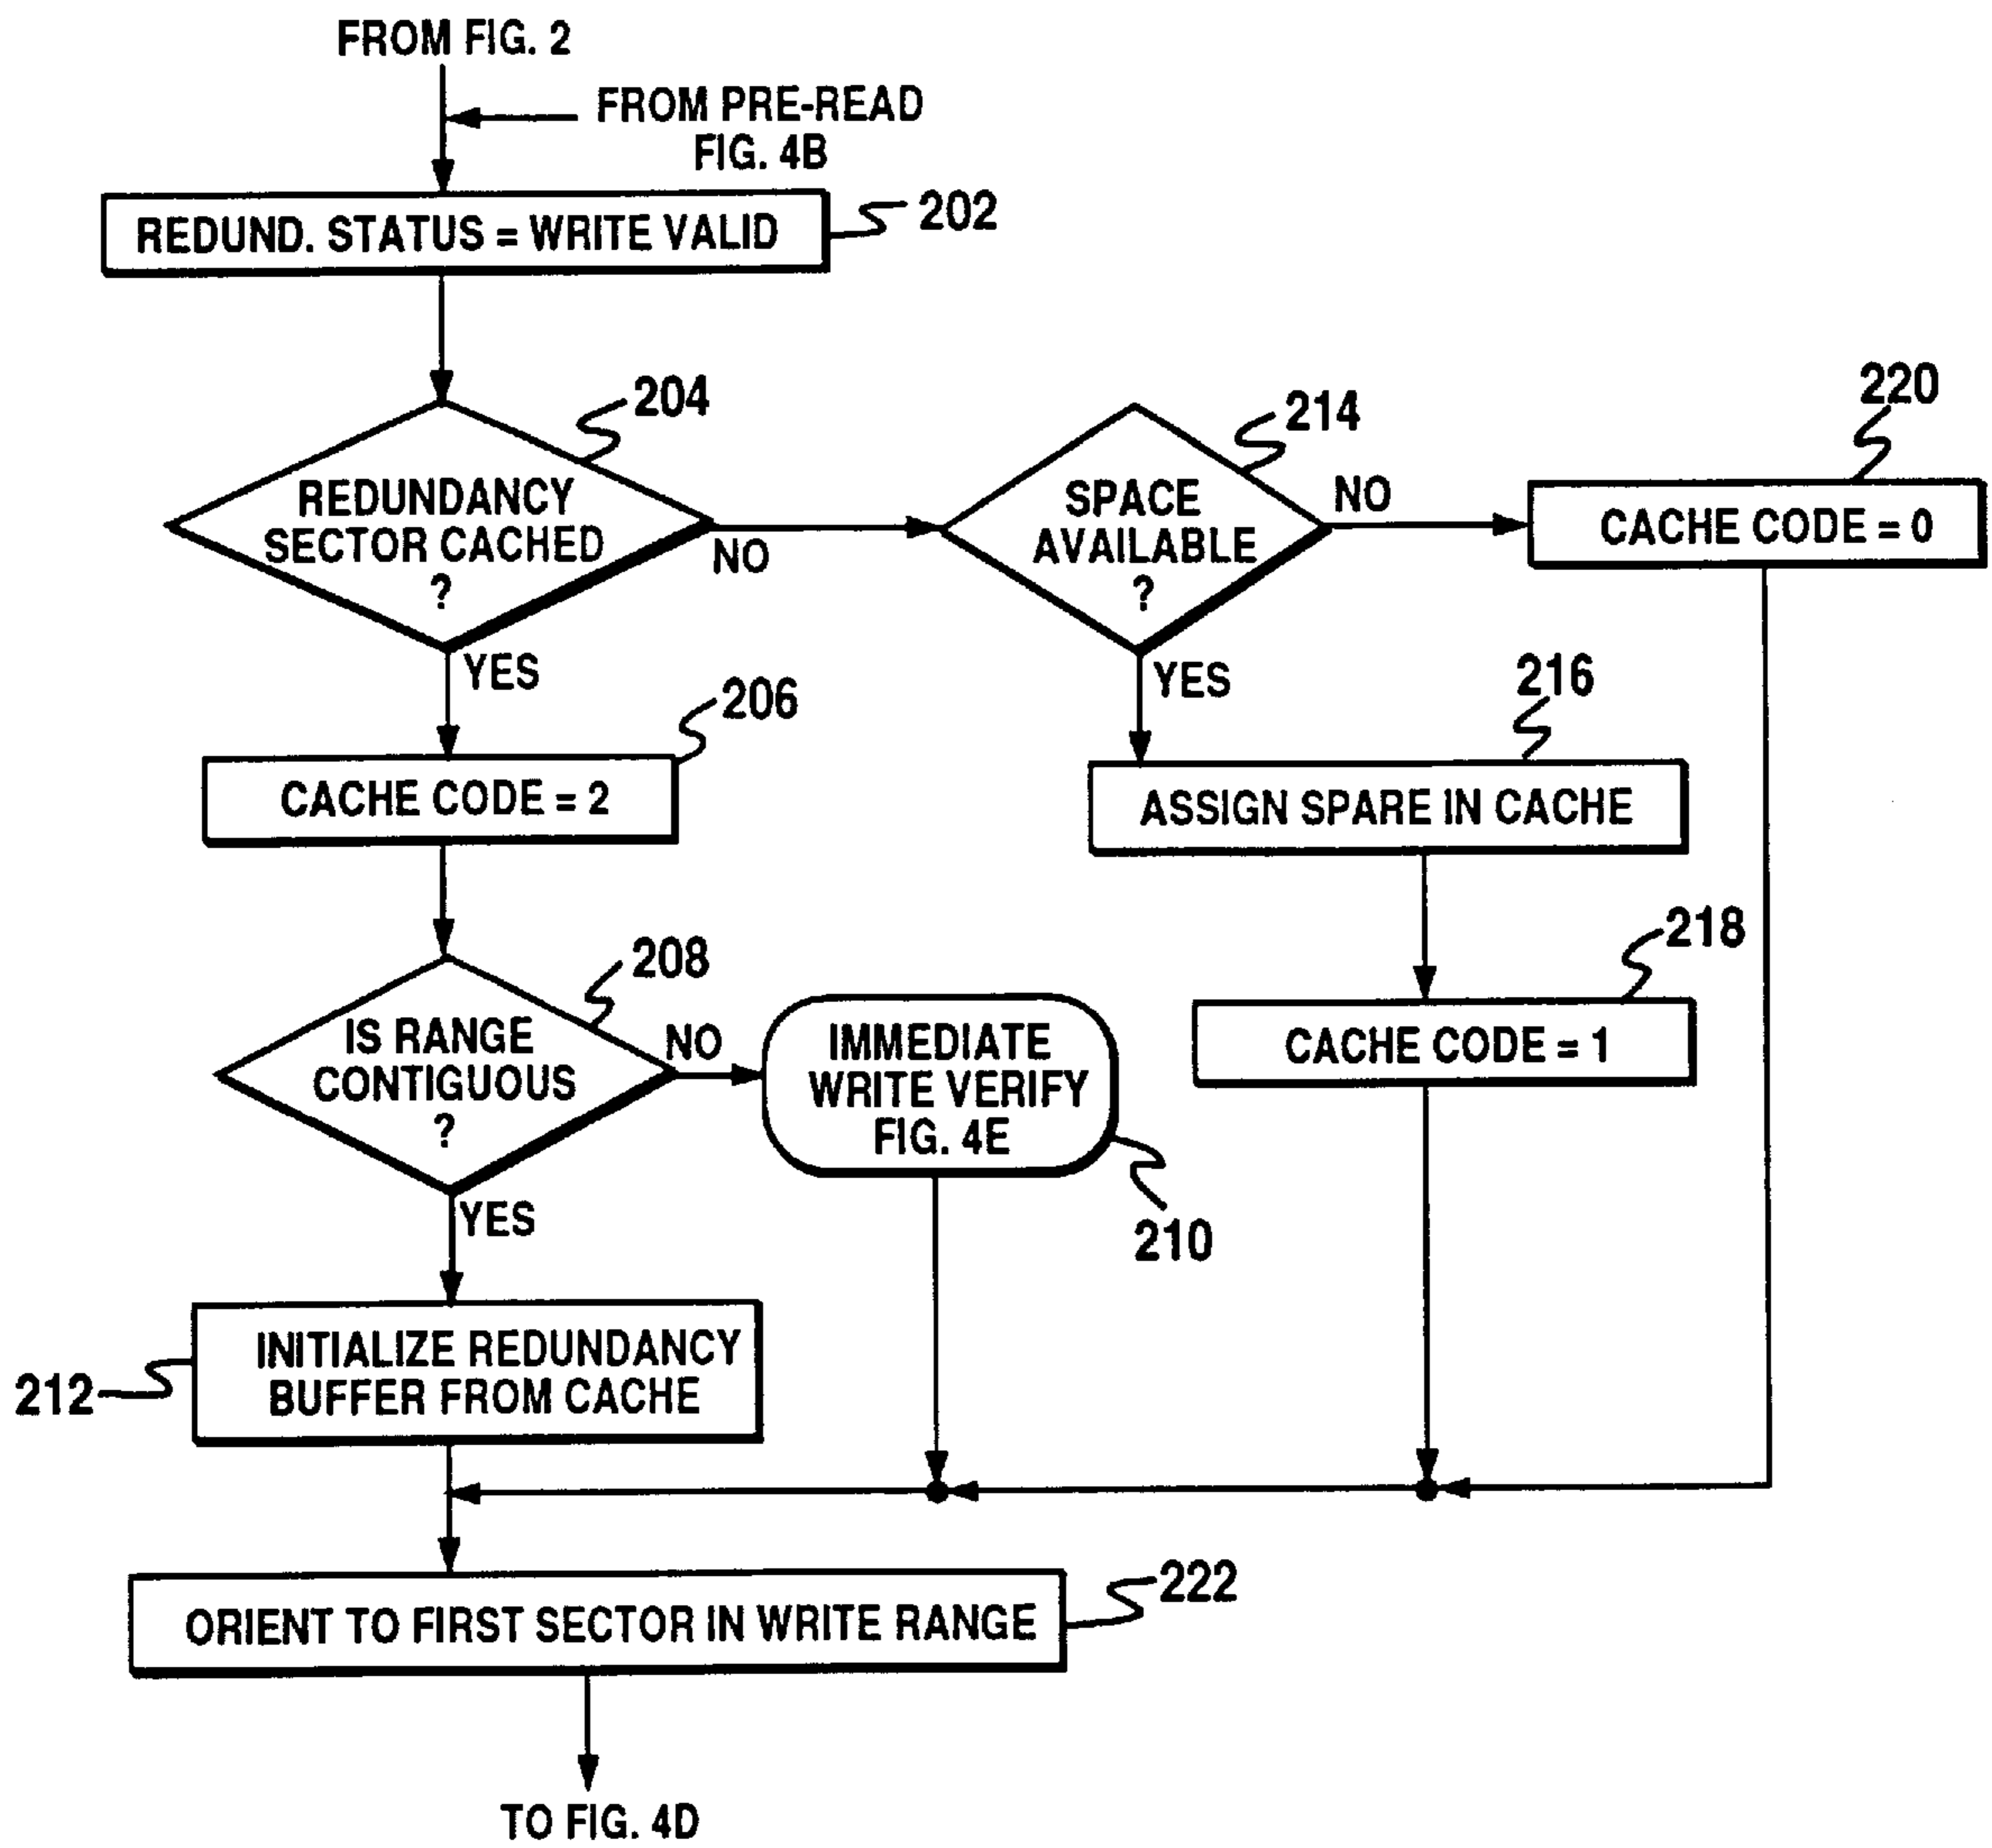 FROM FIG. 2
FROM PRE-READ
FIG. 4B
REDUND. STATUS = WRITE VALID
202
204
REDUNDANCY
SECTOR CACHED
?
NO
YES
214
SPACE
AVAILABLE
?
NO
YES
220
CACHE CODE = 0
206
CACHE CODE = 2
216
ASSIGN SPARE IN CACHE
218
CACHE CODE = 1
208
IS RANGE
CONTIGUOUS
?
NO
YES
IMMEDIATE
WRITE VERIFY
FIG. 4E
210
212
INITIALIZE REDUNDANCY
BUFFER FROM CACHE
222
ORIENT TO FIRST SECTOR IN WRITE RANGE
TO FIG. 4D